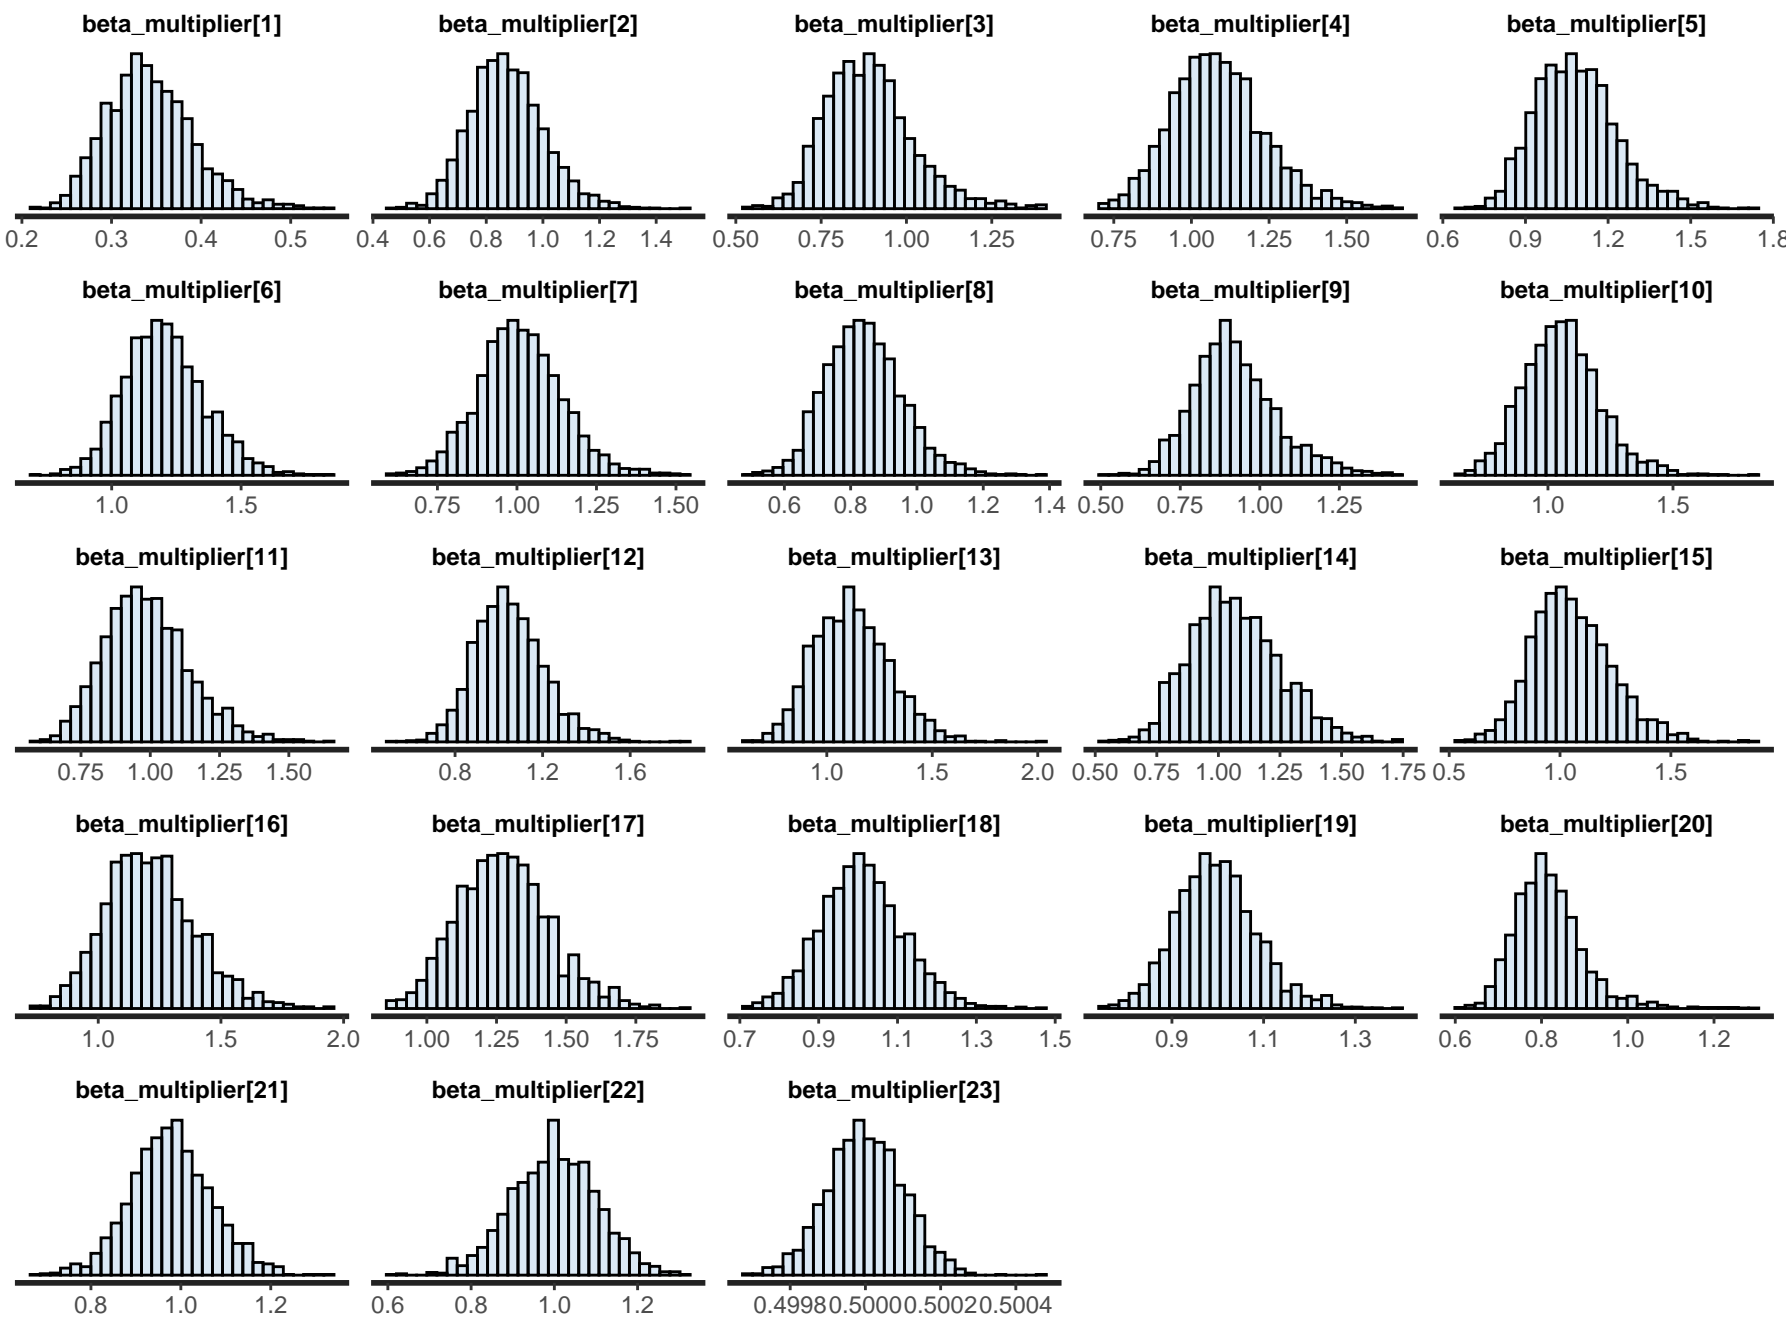 beta_multiplier[1] beta_multiplier[2] beta_multiplier[3] beta_multiplier[4] beta_multiplier[5]
0.2 0.3 0.4 0.5 0.4 0.6 0.8 1.0 1.2 1.4 0.50 0.75 1.00 1.25 0.75 1.00 1.25 1.50 0.6 0.9 1.2 1.5 1.8
beta_multiplier[6] beta_multiplier[7] beta_multiplier[8] beta_multiplier[9] beta_multiplier[10]
1.0 1.5 0.75 1.00 1.25 1.50 0.6 0.8 1.0 1.2 1.4 0.50 0.75 1.00 1.25 1.0 1.5
beta_multiplier[11] beta_multiplier[12] beta_multiplier[13] beta_multiplier[14] beta_multiplier[15]
0.75 1.00 1.25 1.50 0.8 1.2 1.6 1.0 1.5 2.0 0.50 0.75 1.00 1.25 1.50 1.75 0.5 1.0 1.5
beta_multiplier[16] beta_multiplier[17] beta_multiplier[18] beta_multiplier[19] beta_multiplier[20]
1.0 1.5 2.0 1.00 1.25 1.50 1.75 0.7 0.9 1.1 1.3 1.5 0.9 1.1 1.3 0.6 0.8 1.0 1.2
beta_multiplier[21] beta_multiplier[22] beta_multiplier[23]
0.8 1.0 1.2 0.6 0.8 1.0 1.2 0.4998 0.5000 0.5002 0.5004